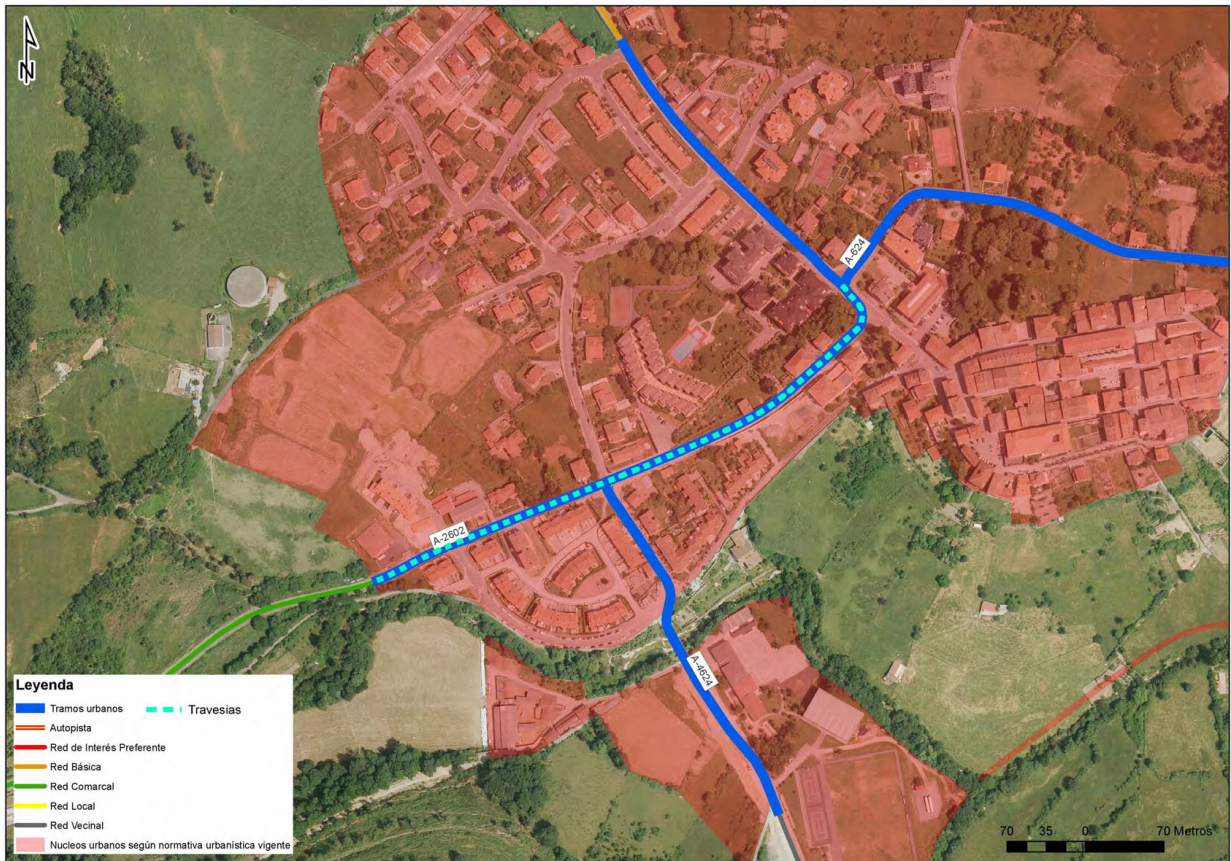 N
A-624
A-2602
A-4624
Leyenda
Tramos urbanos
Travesias
Autopista
Red de Interés Preferente
Red Básica
Red Comarcal
Red Local
Red Vecinal
Nucleos urbanos según normativa urbanística vigente
70 35 0 70 Metros